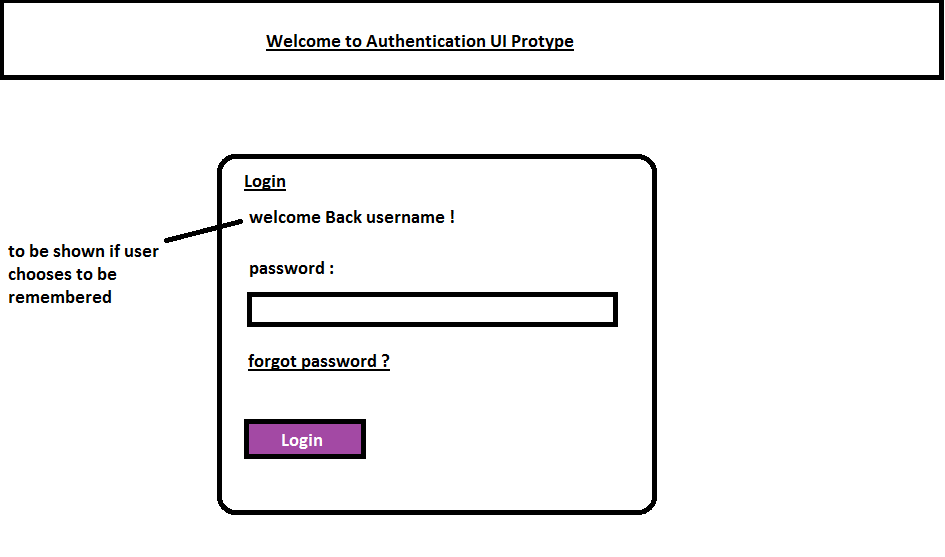 Welcome to Authentication UI Protype
Login
welcome Back username !
to be shown if user
chooses to be
remembered
password :
forgot password ?
Login